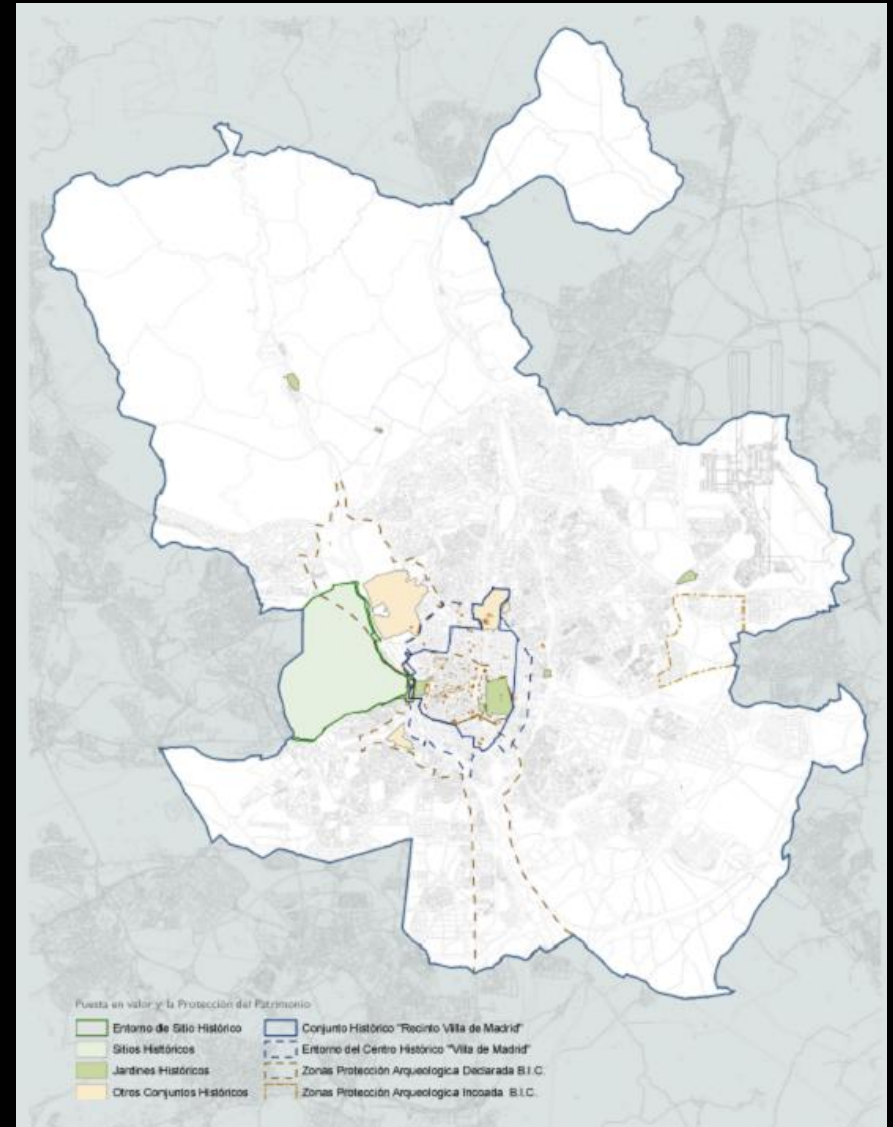 Puesta en valor y la Protección del Patrimonio
Entorno de Sitio Histórico
Sitios Históricos
Jardines Históricos
Otros Conjuntos Históricos
Conjunto Histórico "Recinto Villa de Madrid"
Entorno del Centro Histórico "Villa de Madrid"
Zonas Protección Arqueologica Declarada B.I.C.
Zonas Protección Arqueologica Incoada B.I.C.